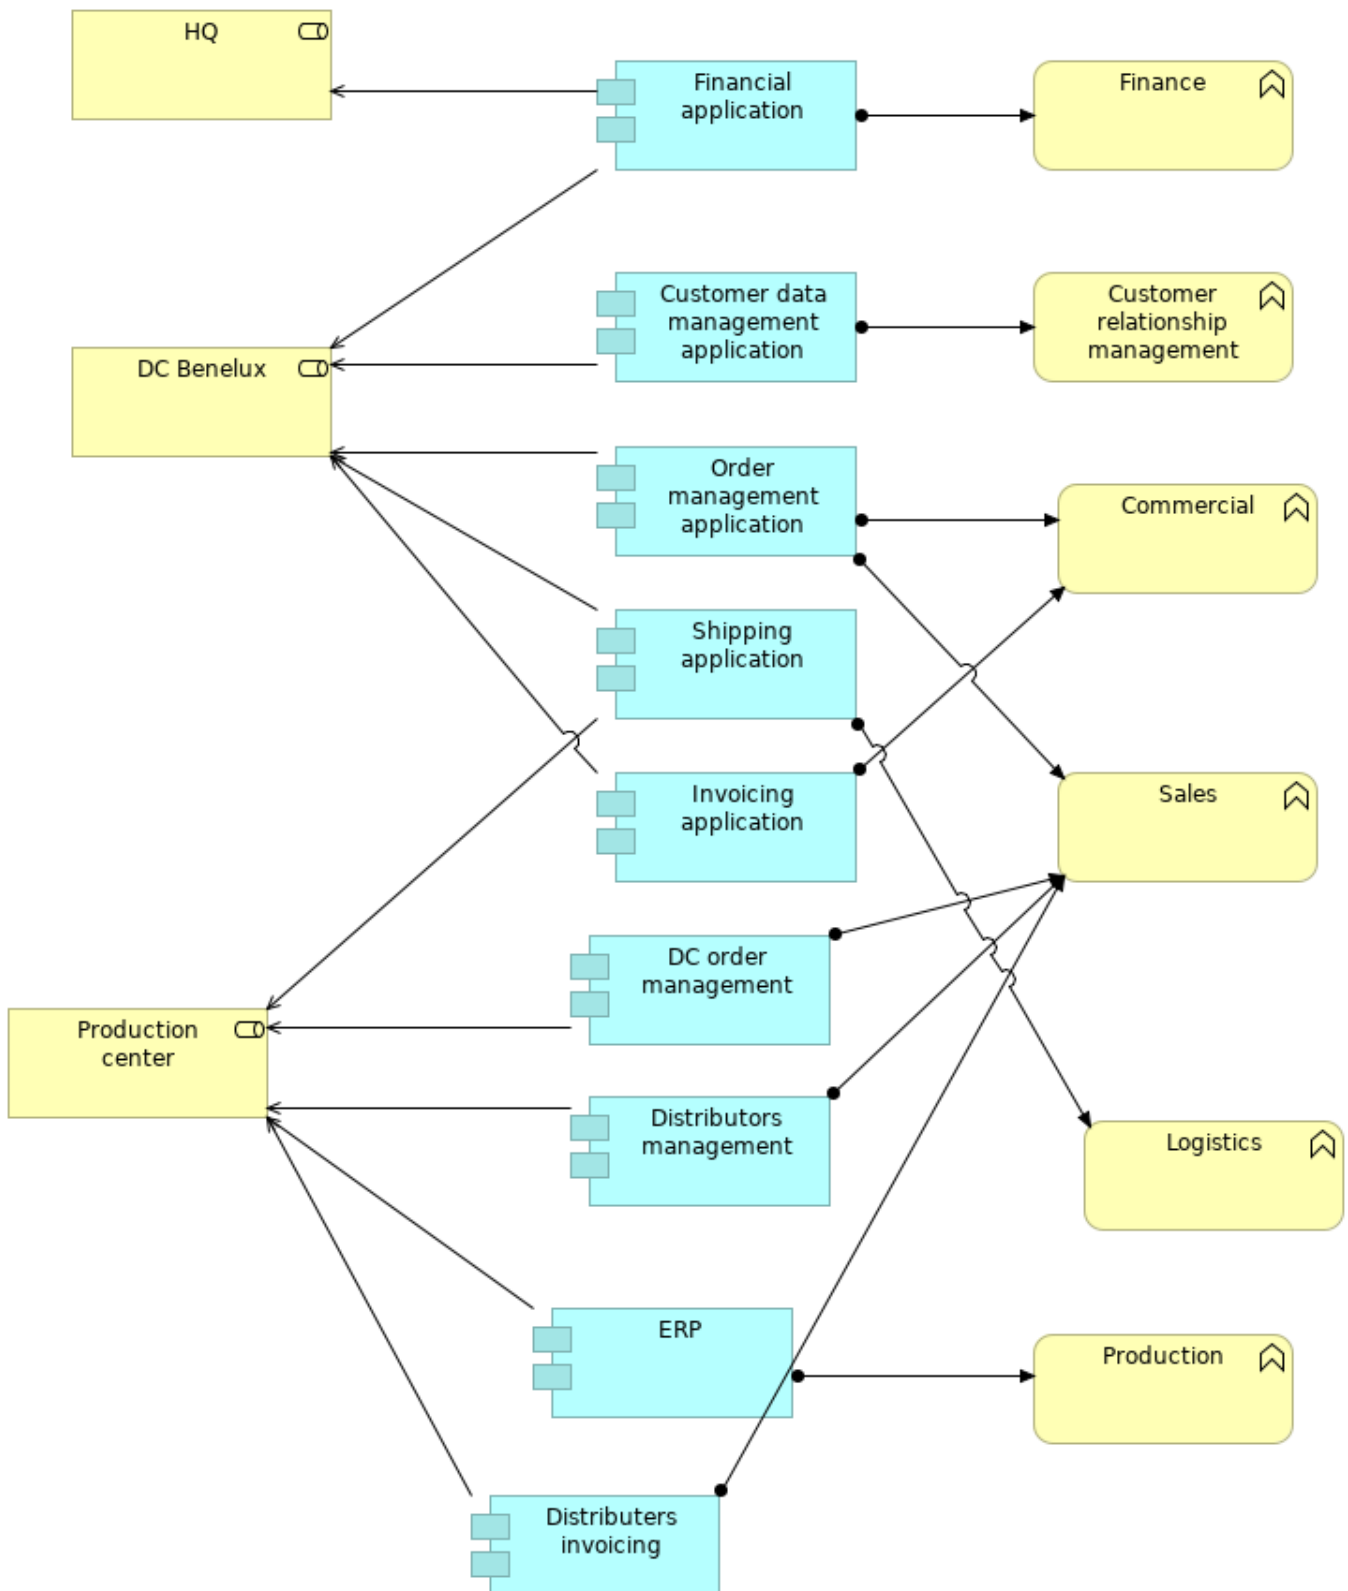 HQ
Financial
application
Finance
Customer data
management
application
Customer
relationship
management
DC Benelux
Order
management
application
Commercial
Shipping
application
Invoicing
application
Sales
DC order
management
Production
center
Distributors
management
Logistics
ERP
Production
Distributers
invoicing